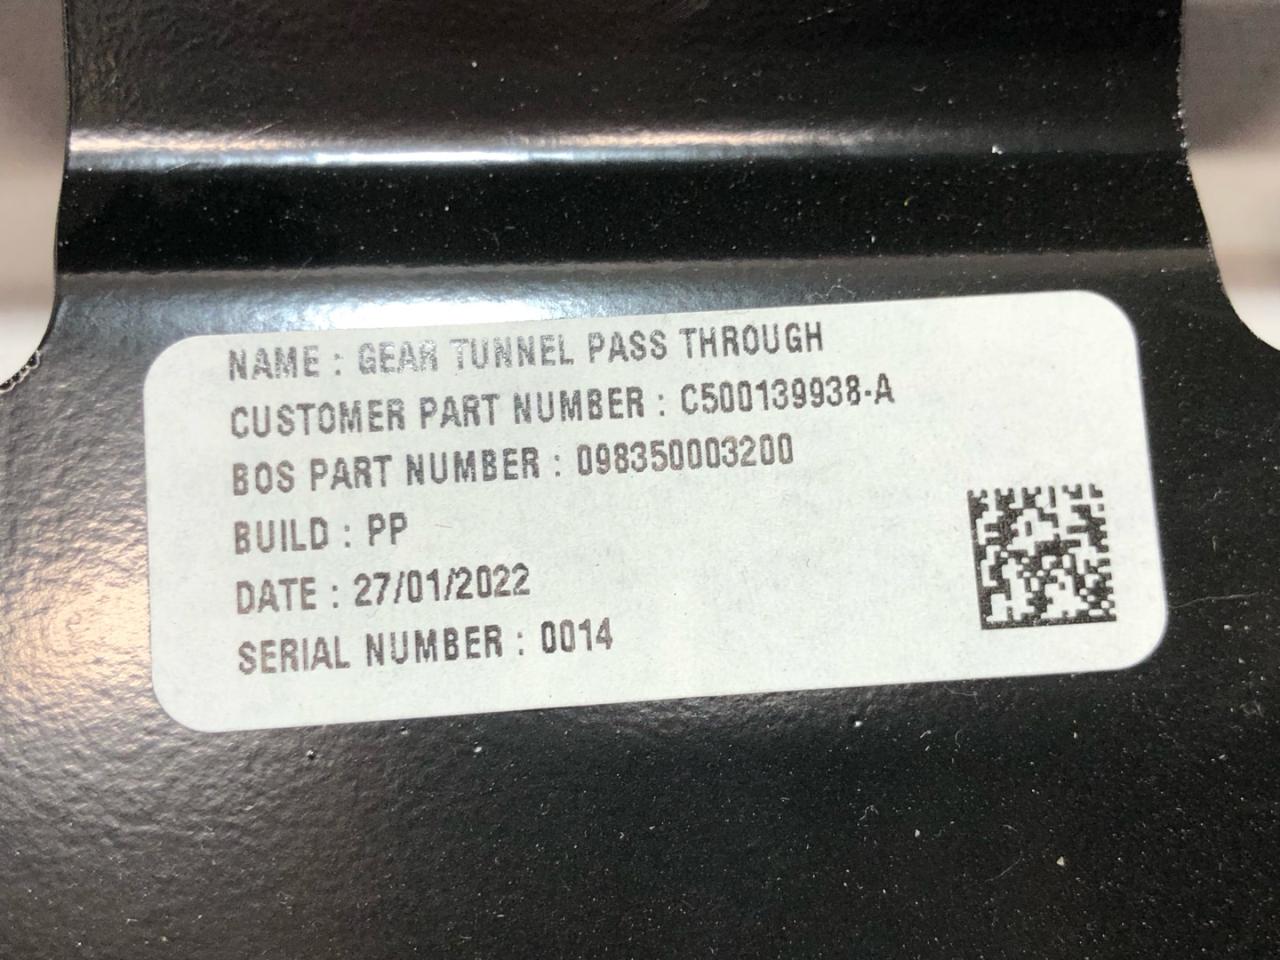 NAME : GEAR TUNNEL PASS THROUGH
CUSTOMER PART NUMBER : C500139938-A
BOS PART NUMBER : 098350003200
BUILD : PP
DATE : 27/01/2022
SERIAL NUMBER : 0014